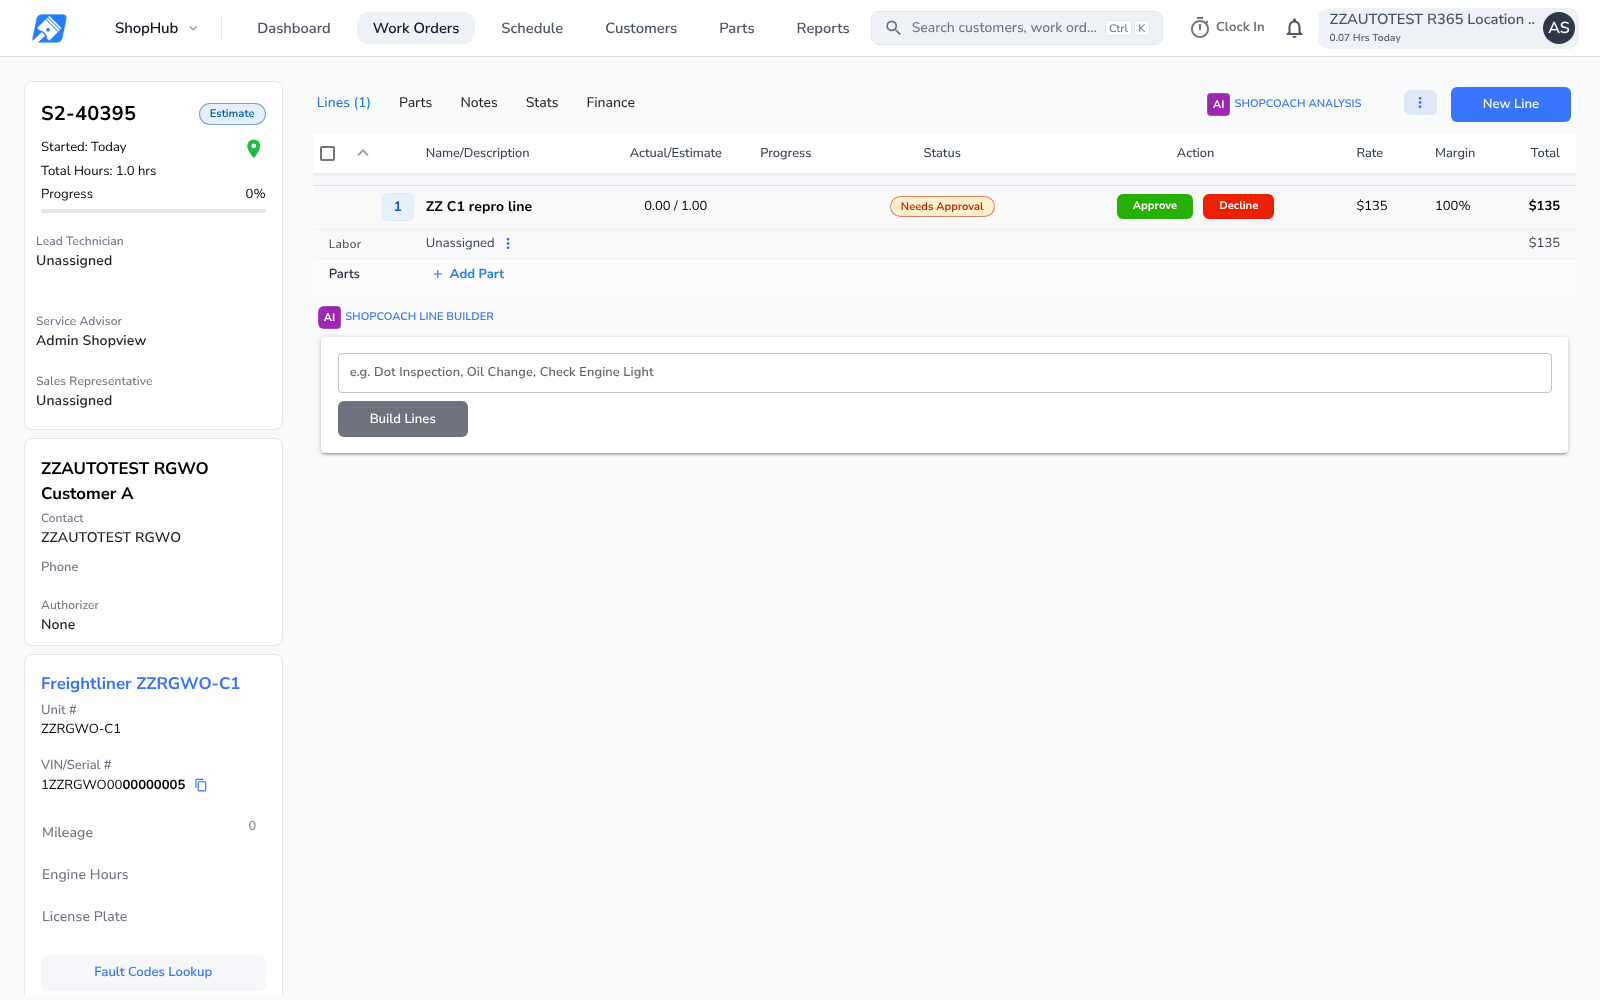 ShopHub
Dashboard
Work Orders
Schedule
Customers
Parts
Reports
Search customers, work ord... Ctrl K
Clock In
ZZAUTOTEST R365 Location ..
0.07 Hrs Today
AS
S2-40395
Estimate
Started: Today
Total Hours: 1.0 hrs
Progress 0%
Lead Technician
Unassigned
Service Advisor
Admin Shopview
Sales Representative
Unassigned
ZZAUTOTEST RGWO
Customer A
Contact
ZZAUTOTEST RGWO
Phone
Authorizer
None
Freightliner ZZRGWO-C1
Unit #
ZZRGWO-C1
VIN/Serial #
1ZZRGWO0000000005
Mileage 0
Engine Hours
License Plate
Fault Codes Lookup
Lines (1) Parts Notes Stats Finance
AI SHOPCOACH ANALYSIS
New Line
Name/Description Actual/Estimate Progress Status Action Rate Margin Total
1 ZZ C1 repro line 0.00 / 1.00 Needs Approval Approve Decline $135 100% $135
Labor Unassigned $135
Parts + Add Part
AI SHOPCOACH LINE BUILDER
e.g. Dot Inspection, Oil Change, Check Engine Light
Build Lines